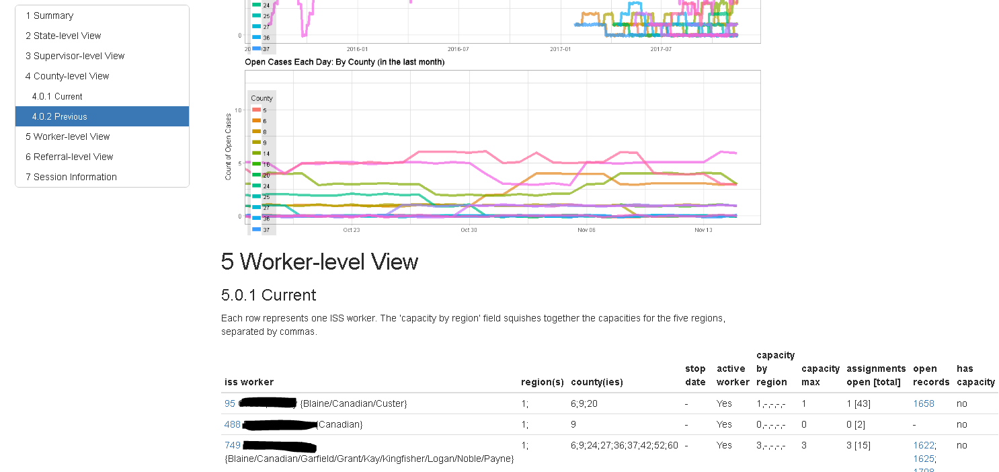 1 Summary
2 State-level View
3 Supervisor-level View
4 County-level View
4.0.1 Current
4.0.2 Previous
5 Worker-level View
6 Referral-level View
7 Session Information
24
25
27
36
37
0
2016-01
2016-07
2017-01
2017-07
Open Cases Each Day: By County (in the last month)
Count of Open Cases
10
5
0
County
5
6
8
9
14
16
20
24
25
27
36
37
Oct 23
Oct 30
Nov 06
Nov 13
5 Worker-level View
5.0.1 Current
Each row represents one ISS worker. The 'capacity by region' field squishes together the capacities for the five regions,
separated by commas.
iss worker region(s) county(ies) stop date active worker capacity by region capacity max assignments open [total] open records has capacity
95 {Blaine/Canadian/Custer} 1; 6;9;20 - Yes 1,-,-,-,- 1 1 [43] 1658 no
488 {Canadian} 1; 9 - Yes 0,-,-,-,- 0 0 [2] - no
749 1; 6;9;24;27;36;37;42;52;60 - Yes 3,-,-,-,- 3 3 [15] 1622; no
{Blaine/Canadian/Garfield/Grant/Kay/Kingfisher/Logan/Noble/Payne} 1625;